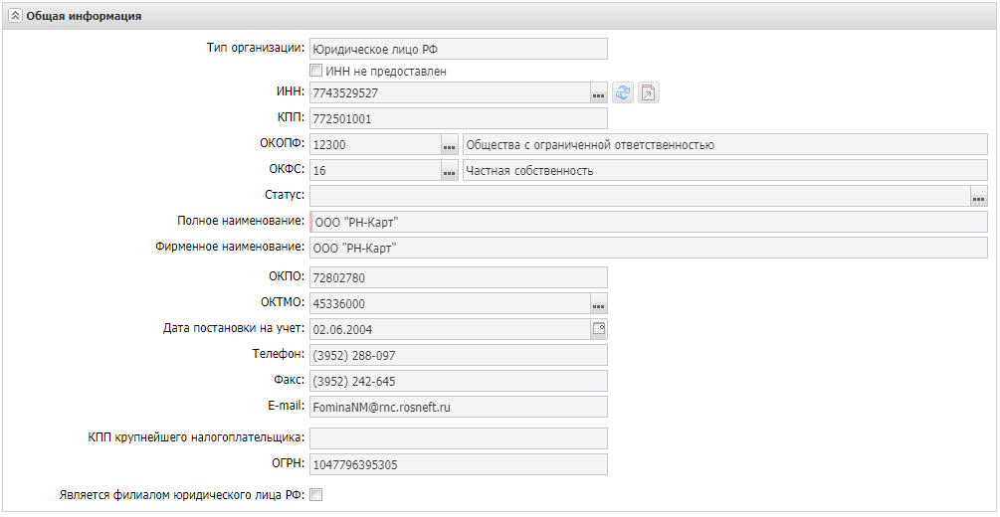 Общая информация
Тип организации: Юридическое лицо РФ
ИНН не предоставлен
ИНН: 7743529527 ...
КПП: 772501001
ОКОПФ: 12300 ... Общества с ограниченной ответственностью
ОКФС: 16 ... Частная собственность
Статус: ...
Полное наименование: ООО "РН-Карт"
Фирменное наименование: ООО "РН-Карт"
ОКПО: 72802780
ОКТМО: 45336000 ...
Дата постановки на учет: 02.06.2004
Телефон: (3952) 288-097
Факс: (3952) 242-645
E-mail: FominaNM@rnc.rosneft.ru
КПП крупнейшего налогоплательщика:
ОГРН: 1047796395305
Является филиалом юридического лица РФ: